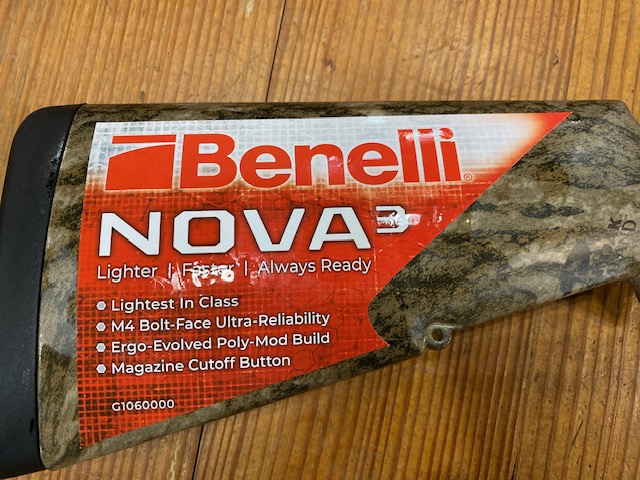 Benelli®
NOVA³
Lighter | Faster | Always Ready
Lightest In Class
M4 Bolt-Face Ultra-Reliability
Ergo-Evolved Poly-Mod Build
Magazine Cutoff Button
G1060000